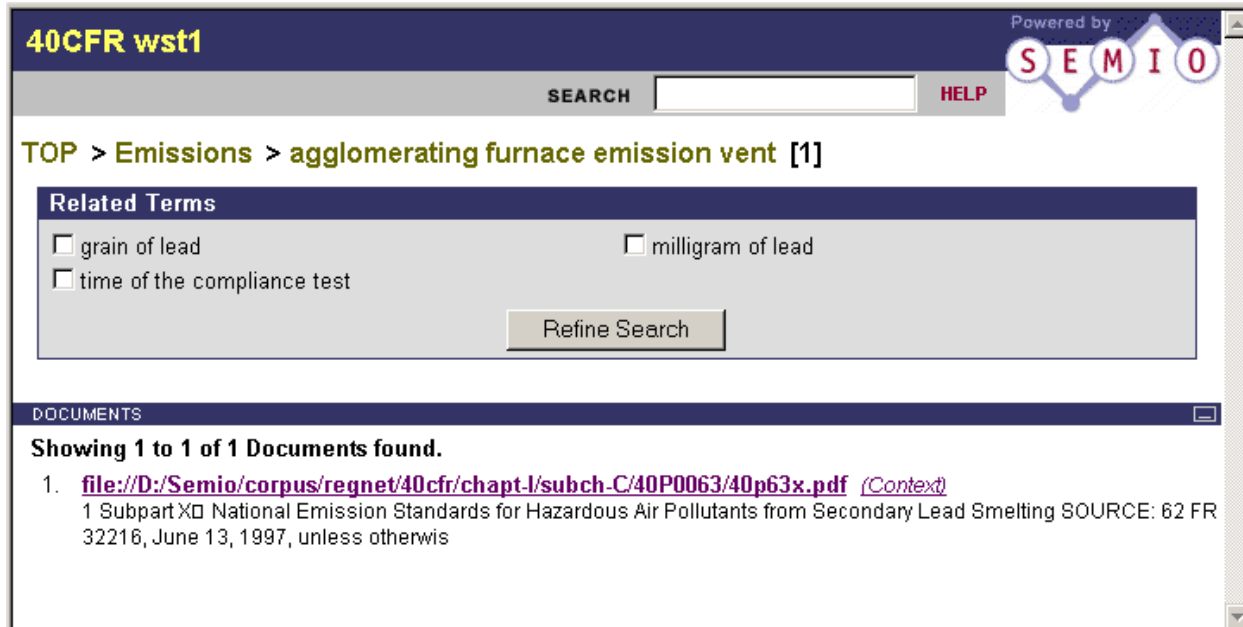 40CFR wst1
Powered by
SEMIO
SEARCH
HELP
TOP > Emissions > agglomerating furnace emission vent [1]
Related Terms
grain of lead
milligram of lead
time of the compliance test
Refine Search
DOCUMENTS
Showing 1 to 1 of 1 Documents found.
1. file://D:/Semio/corpus/regnet/40cfr/chapt-I/subch-C/40P0063/40p63x.pdf (Context)
1 Subpart X□ National Emission Standards for Hazardous Air Pollutants from Secondary Lead Smelting SOURCE: 62 FR
32216, June 13, 1997, unless otherwis